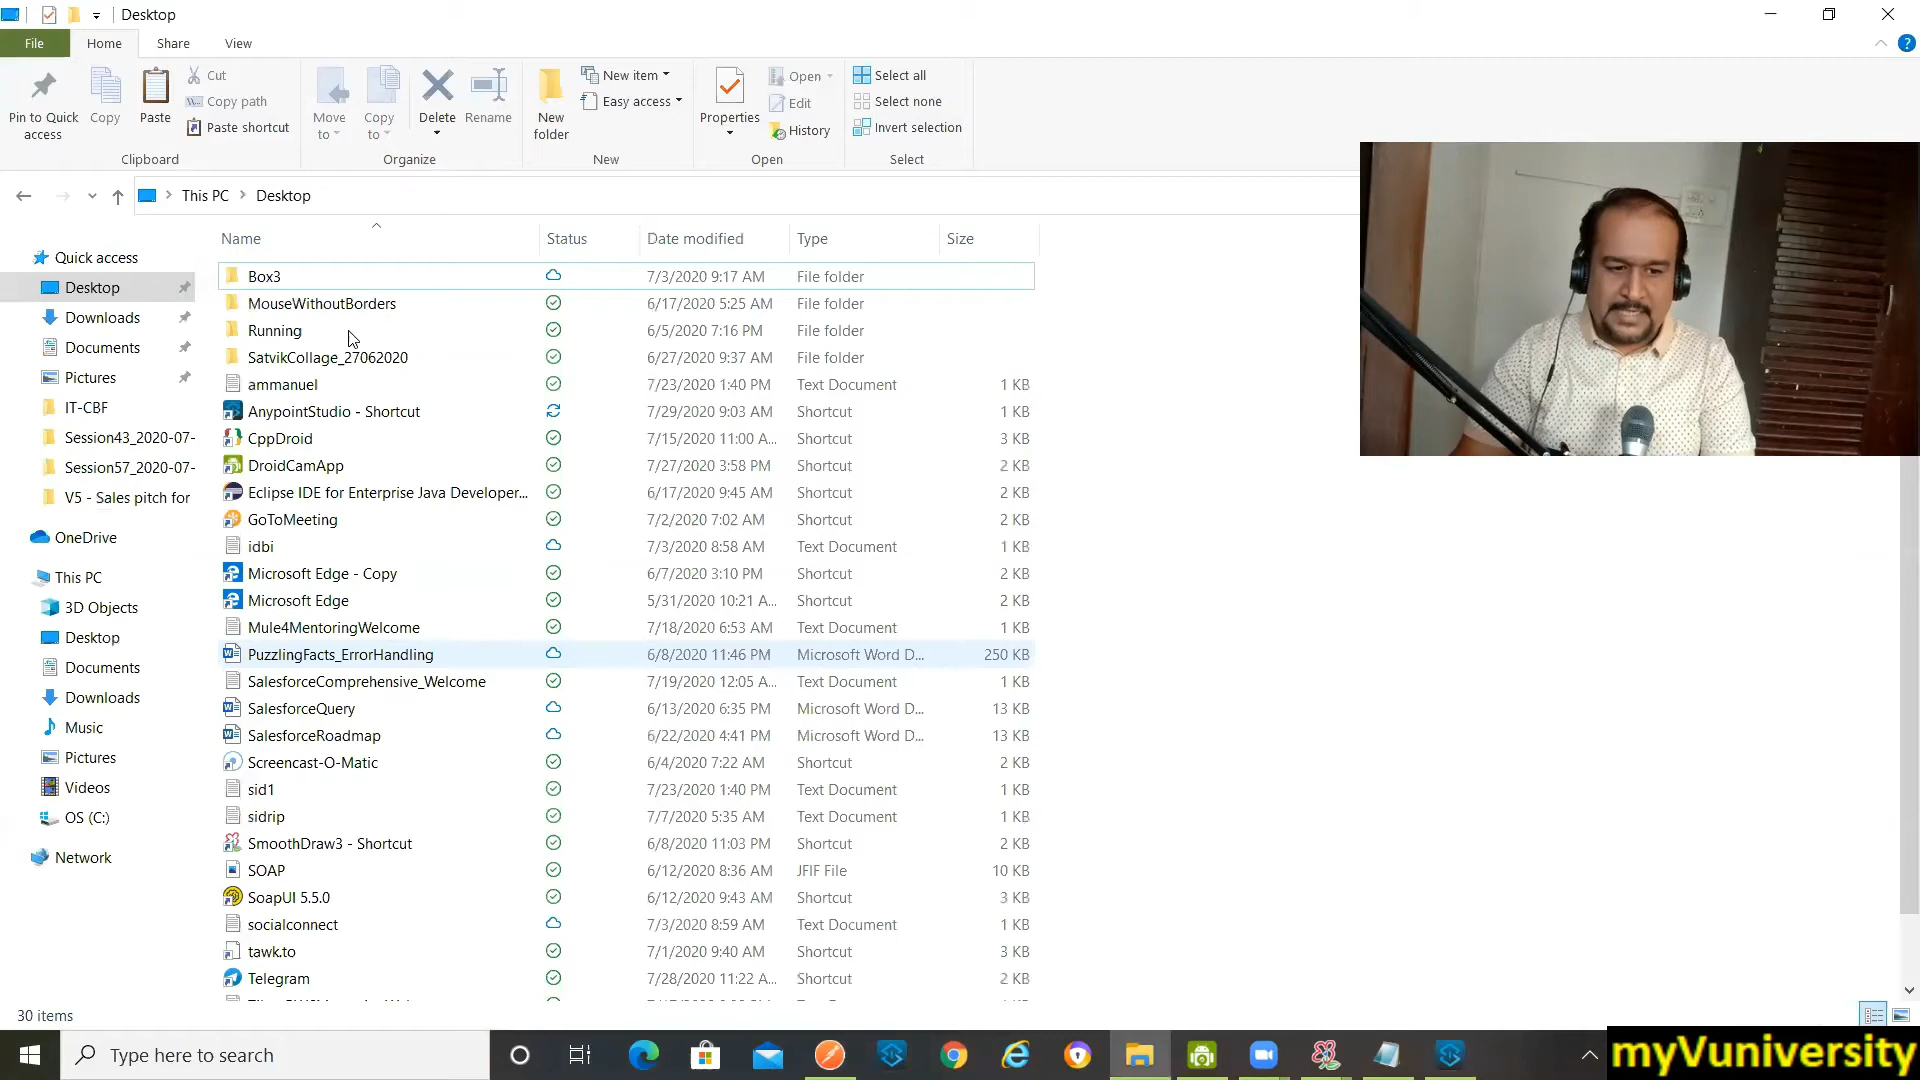 Desktop
File Home Share View
Pin to Quick access
Copy
Paste
Cut
Copy path
Paste shortcut
Clipboard
Move to
Copy to
Delete
Rename
Organize
New folder
New item
Easy access
New
Properties
Open
Edit
History
Open
Select all
Select none
Invert selection
Select
This PC > Desktop
Name Status Date modified Type Size
Quick access
Desktop
Downloads
Documents
Pictures
IT-CBF
Session43_2020-07-
Session57_2020-07-
V5 - Sales pitch for
OneDrive
This PC
3D Objects
Desktop
Documents
Downloads
Music
Pictures
Videos
OS (C:)
Network
Box3 7/3/2020 9:17 AM File folder
MouseWithoutBorders 6/17/2020 5:25 AM File folder
Running 6/5/2020 7:16 PM File folder
SatvikCollage_27062020 6/27/2020 9:37 AM File folder
ammanuel 7/23/2020 1:40 PM Text Document 1 KB
AnypointStudio - Shortcut 7/29/2020 9:03 AM Shortcut 1 KB
CppDroid 7/15/2020 11:00 A... Shortcut 3 KB
DroidCamApp 7/27/2020 3:58 PM Shortcut 2 KB
Eclipse IDE for Enterprise Java Developer... 6/17/2020 9:45 AM Shortcut 2 KB
GoToMeeting 7/2/2020 7:02 AM Shortcut 2 KB
idbi 7/3/2020 8:58 AM Text Document 1 KB
Microsoft Edge - Copy 6/7/2020 3:10 PM Shortcut 2 KB
Microsoft Edge 5/31/2020 10:21 A... Shortcut 2 KB
Mule4MentoringWelcome 7/18/2020 6:53 AM Text Document 1 KB
PuzzlingFacts_ErrorHandling 6/8/2020 11:46 PM Microsoft Word D... 250 KB
SalesforceComprehensive_Welcome 7/19/2020 12:05 A... Text Document 1 KB
SalesforceQuery 6/13/2020 6:35 PM Microsoft Word D... 13 KB
SalesforceRoadmap 6/22/2020 4:41 PM Microsoft Word D... 13 KB
Screencast-O-Matic 6/4/2020 7:22 AM Shortcut 2 KB
sid1 7/23/2020 1:40 PM Text Document 1 KB
sidrip 7/7/2020 5:35 AM Text Document 1 KB
SmoothDraw3 - Shortcut 6/8/2020 11:03 PM Shortcut 2 KB
SOAP 6/12/2020 8:36 AM JFIF File 10 KB
SoapUI 5.5.0 6/12/2020 9:43 AM Shortcut 3 KB
socialconnect 7/3/2020 8:59 AM Text Document 1 KB
tawk.to 7/1/2020 9:40 AM Shortcut 3 KB
Telegram 7/28/2020 11:22 A... Shortcut 2 KB
30 items
Type here to search
myVuniversity